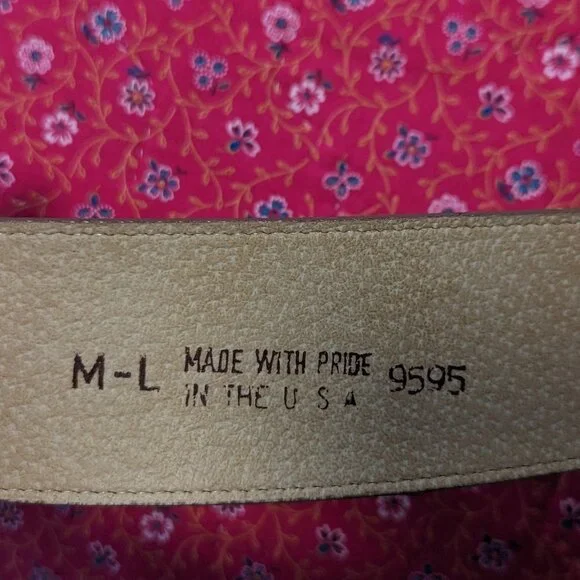 M-L MADE WITH PRIDE 9595
IN THE U S A